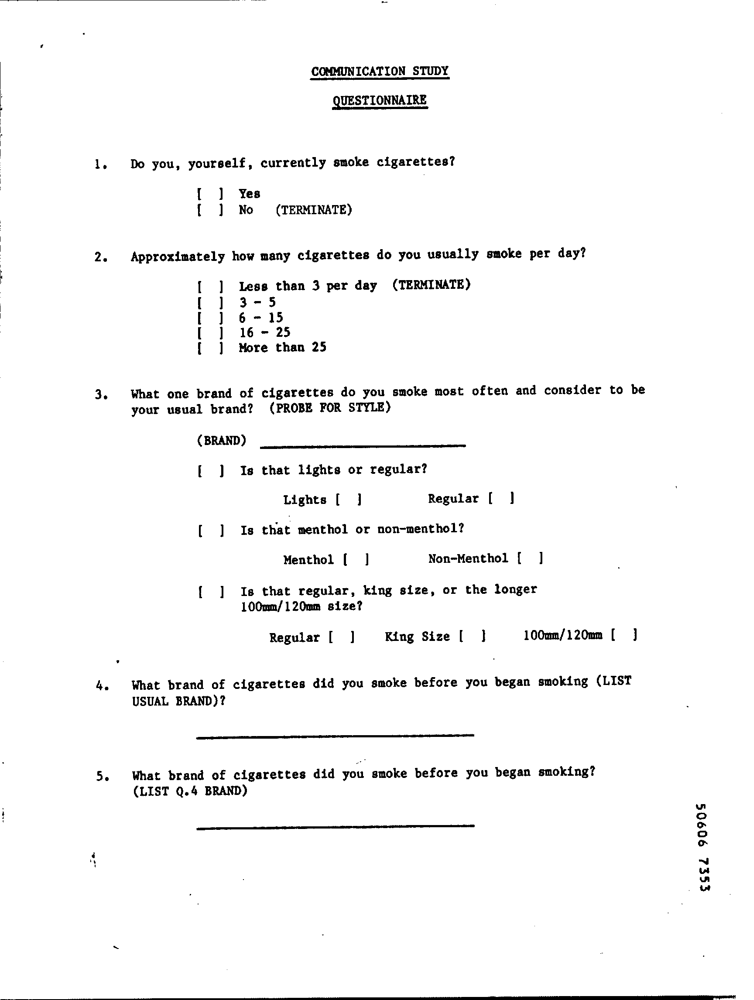 COMMUNICATION STUDY
QUESTIONNAIRE
1. Do you, yourself, currently smoke cigarettes?
[ ] Yes
[ ] No (TERMINATE)
2. Approximately how many cigarettes do you usually smoke per day?
[ ] Less than 3 per day (TERMINATE)
[ ] 3 - 5
[ ] 6 - 15
[ ] 16 - 25
[ ] More than 25
3. What one brand of cigarettes do you smoke most often and consider to be
your usual brand? (PROBE FOR STYLE)
(BRAND)
[ ] Is that lights or regular?
Lights [ ] Regular [ ]
[ ] Is that menthol or non-menthol?
Menthol [ ] Non-Menthol [ ]
[ ] Is that regular, king size, or the longer
100mm/120mm size?
Regular [ ] King Size [ ] 100mm/120mm [ ]
4. What brand of cigarettes did you smoke before you began smoking (LIST
USUAL BRAND)?
5. What brand of cigarettes did you smoke before you began smoking?
(LIST Q.4 BRAND)
50606 7353